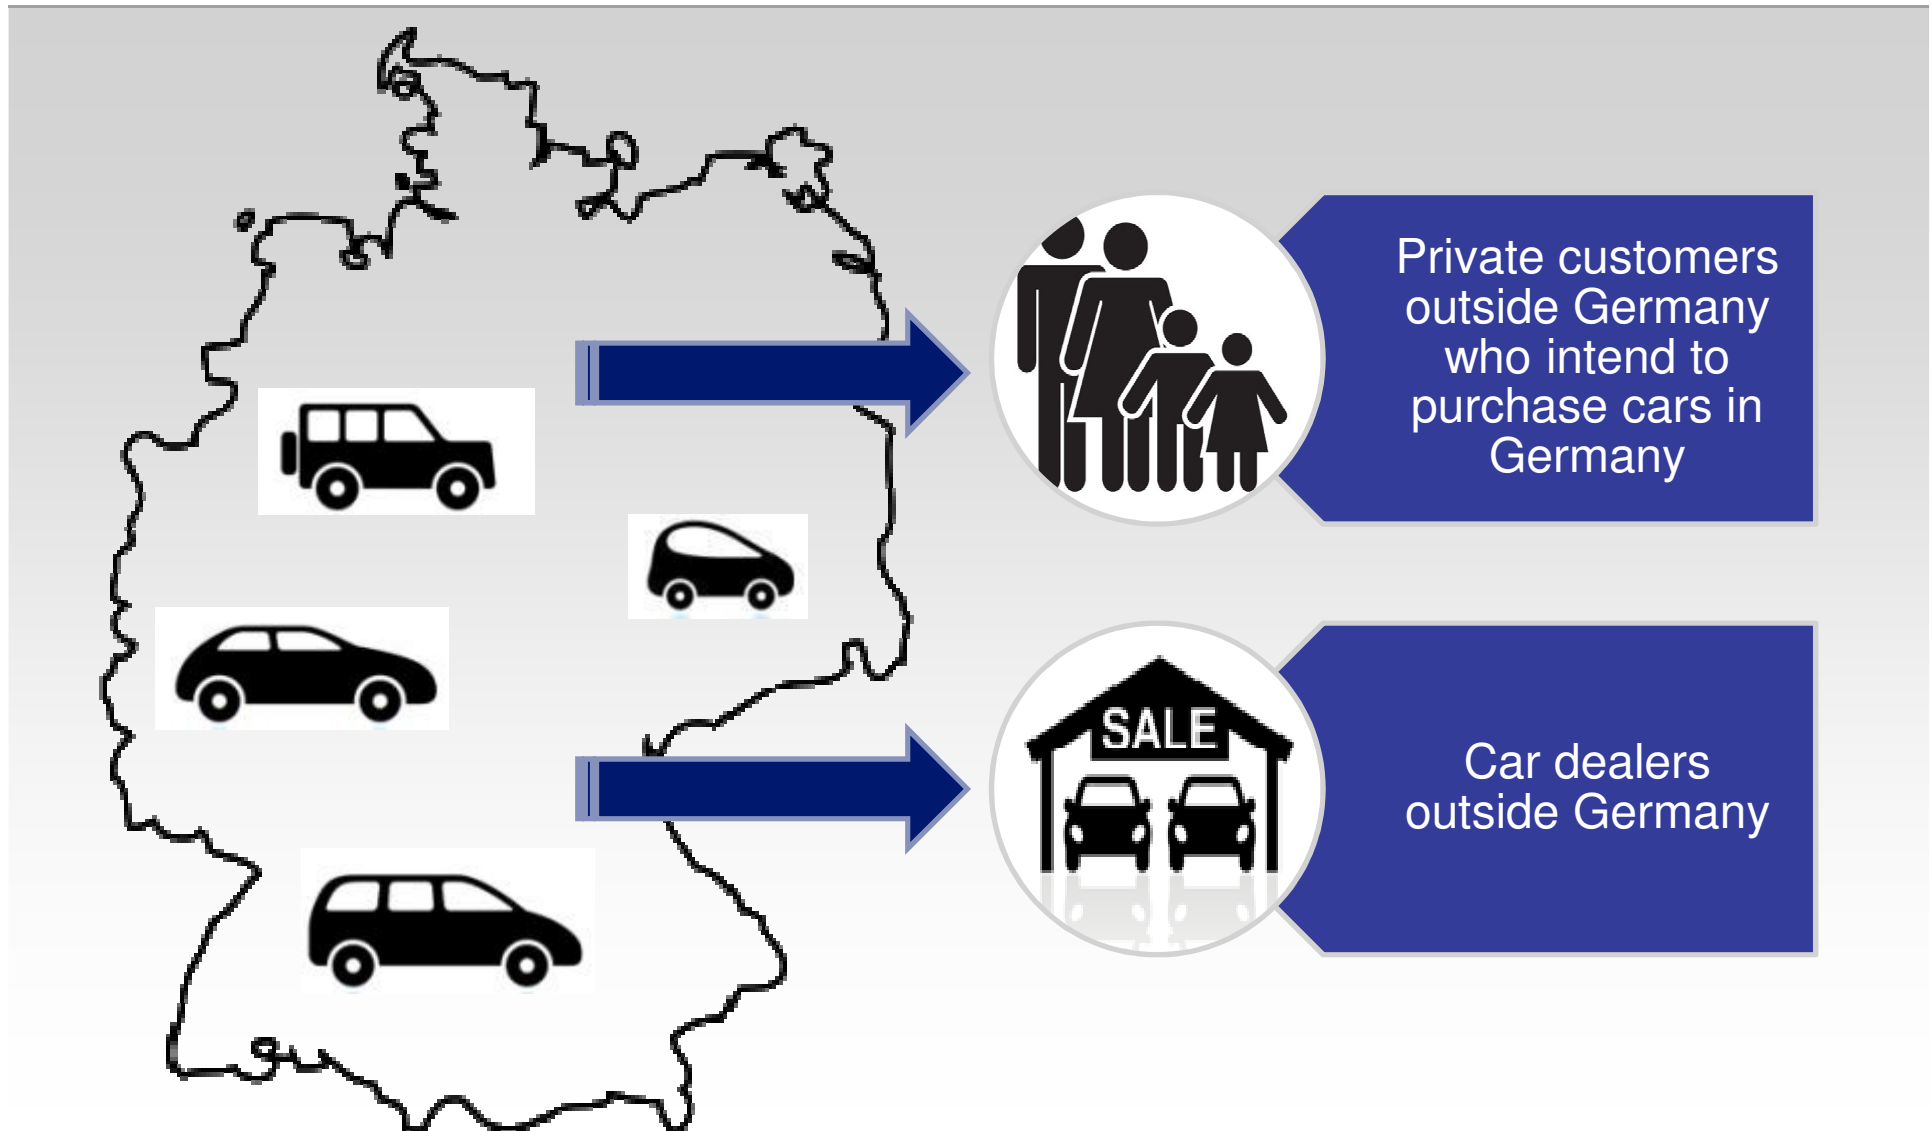 Private customers
outside Germany
who intend to
purchase cars in
Germany
SALE
Car dealers
outside Germany